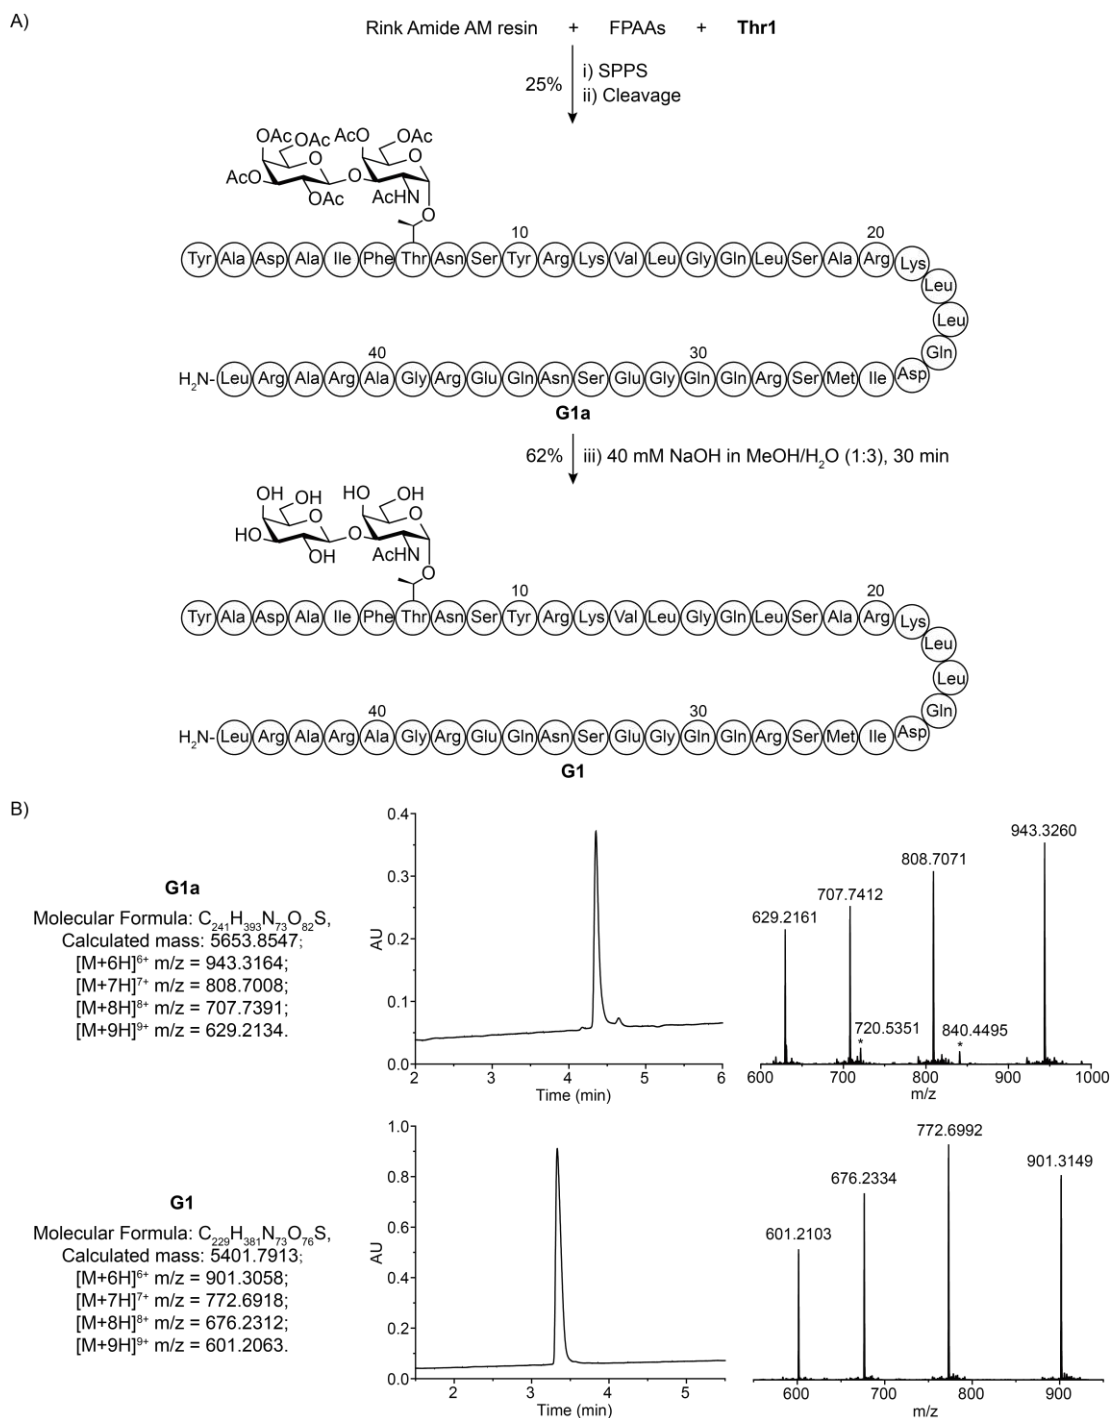 A)
Rink Amide AM resin + FPAAs + Thr1
25%
i) SPPS
ii) Cleavage
OAc OAc AcO OAc
O O
AcO OAc O AcHN O
10 20
Tyr Ala Asp Ala Ile Phe Thr Asn Ser Tyr Arg Lys Val Leu Gly Gln Leu Ser Ala Arg Lys
Leu
Leu
Gln
40 30
H₂N- Leu Arg Ala Arg Ala Gly Arg Glu Gln Asn Ser Glu Gly Gln Gln Arg Ser Met Ile Asp
G1a
62% iii) 40 mM NaOH in MeOH/H₂O (1:3), 30 min
OH OH HO OH
O O
HO OH O AcHN O
10 20
Tyr Ala Asp Ala Ile Phe Thr Asn Ser Tyr Arg Lys Val Leu Gly Gln Leu Ser Ala Arg Lys
Leu
Leu
Gln
40 30
H₂N- Leu Arg Ala Arg Ala Gly Arg Glu Gln Asn Ser Glu Gly Gln Gln Arg Ser Met Ile Asp
G1
B)
G1a
Molecular Formula: C₂₄₁H₃₉₃N₇₃O₈₂S,
Calculated mass: 5653.8547;
[M+6H]⁶⁺ m/z = 943.3164;
[M+7H]⁷⁺ m/z = 808.7008;
[M+8H]⁸⁺ m/z = 707.7391;
[M+9H]⁹⁺ m/z = 629.2134.
0.4
0.3
0.2
0.1
0.0
AU
2 3 4 5 6
Time (min)
943.3260
808.7071
707.7412
629.2161
720.5351 840.4495
* *
600 700 800 900 1000
m/z
G1
Molecular Formula: C₂₂₉H₃₈₁N₇₃O₇₆S,
Calculated mass: 5401.7913;
[M+6H]⁶⁺ m/z = 901.3058;
[M+7H]⁷⁺ m/z = 772.6918;
[M+8H]⁸⁺ m/z = 676.2312;
[M+9H]⁹⁺ m/z = 601.2063.
1.0
0.8
0.6
0.4
0.2
0.0
AU
2 3 4 5
Time (min)
772.6992
901.3149
676.2334
601.2103
600 700 800 900
m/z